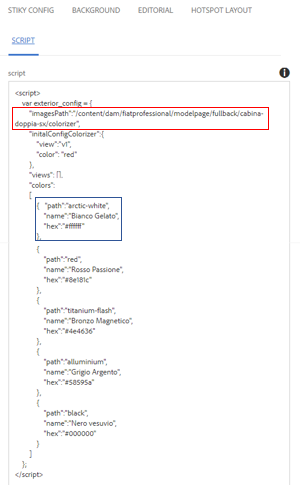 STIKY CONFIG BACKGROUND EDITORIAL HOTSPOT LAYOUT
SCRIPT
script
<script>
var exterior_config = {
"imagesPath":"/content/dam/fiatprofessional/modelpage/fullback/cabina-
doppia-sx/colorizer",
"initalConfigColorizer":{
"view":"v1",
"color": "red"
},
"views": [],
"colors":
[
{ "path":"arctic-white",
"name":"Bianco Gelato",
"hex":"#ffffff"
},
{
"path":"red",
"name":"Rosso Passione",
"hex":"#8e181c"
},
{
"path":"titanium-flash",
"name":"Bronzo Magnetico",
"hex":"#4e4636"
},
{
"path":"alluminium",
"name":"Grigio Argento",
"hex":"#58595a"
},
{
"path":"black",
"name":"Nero vesuvio",
"hex":"#000000"
}
]
};
</script>